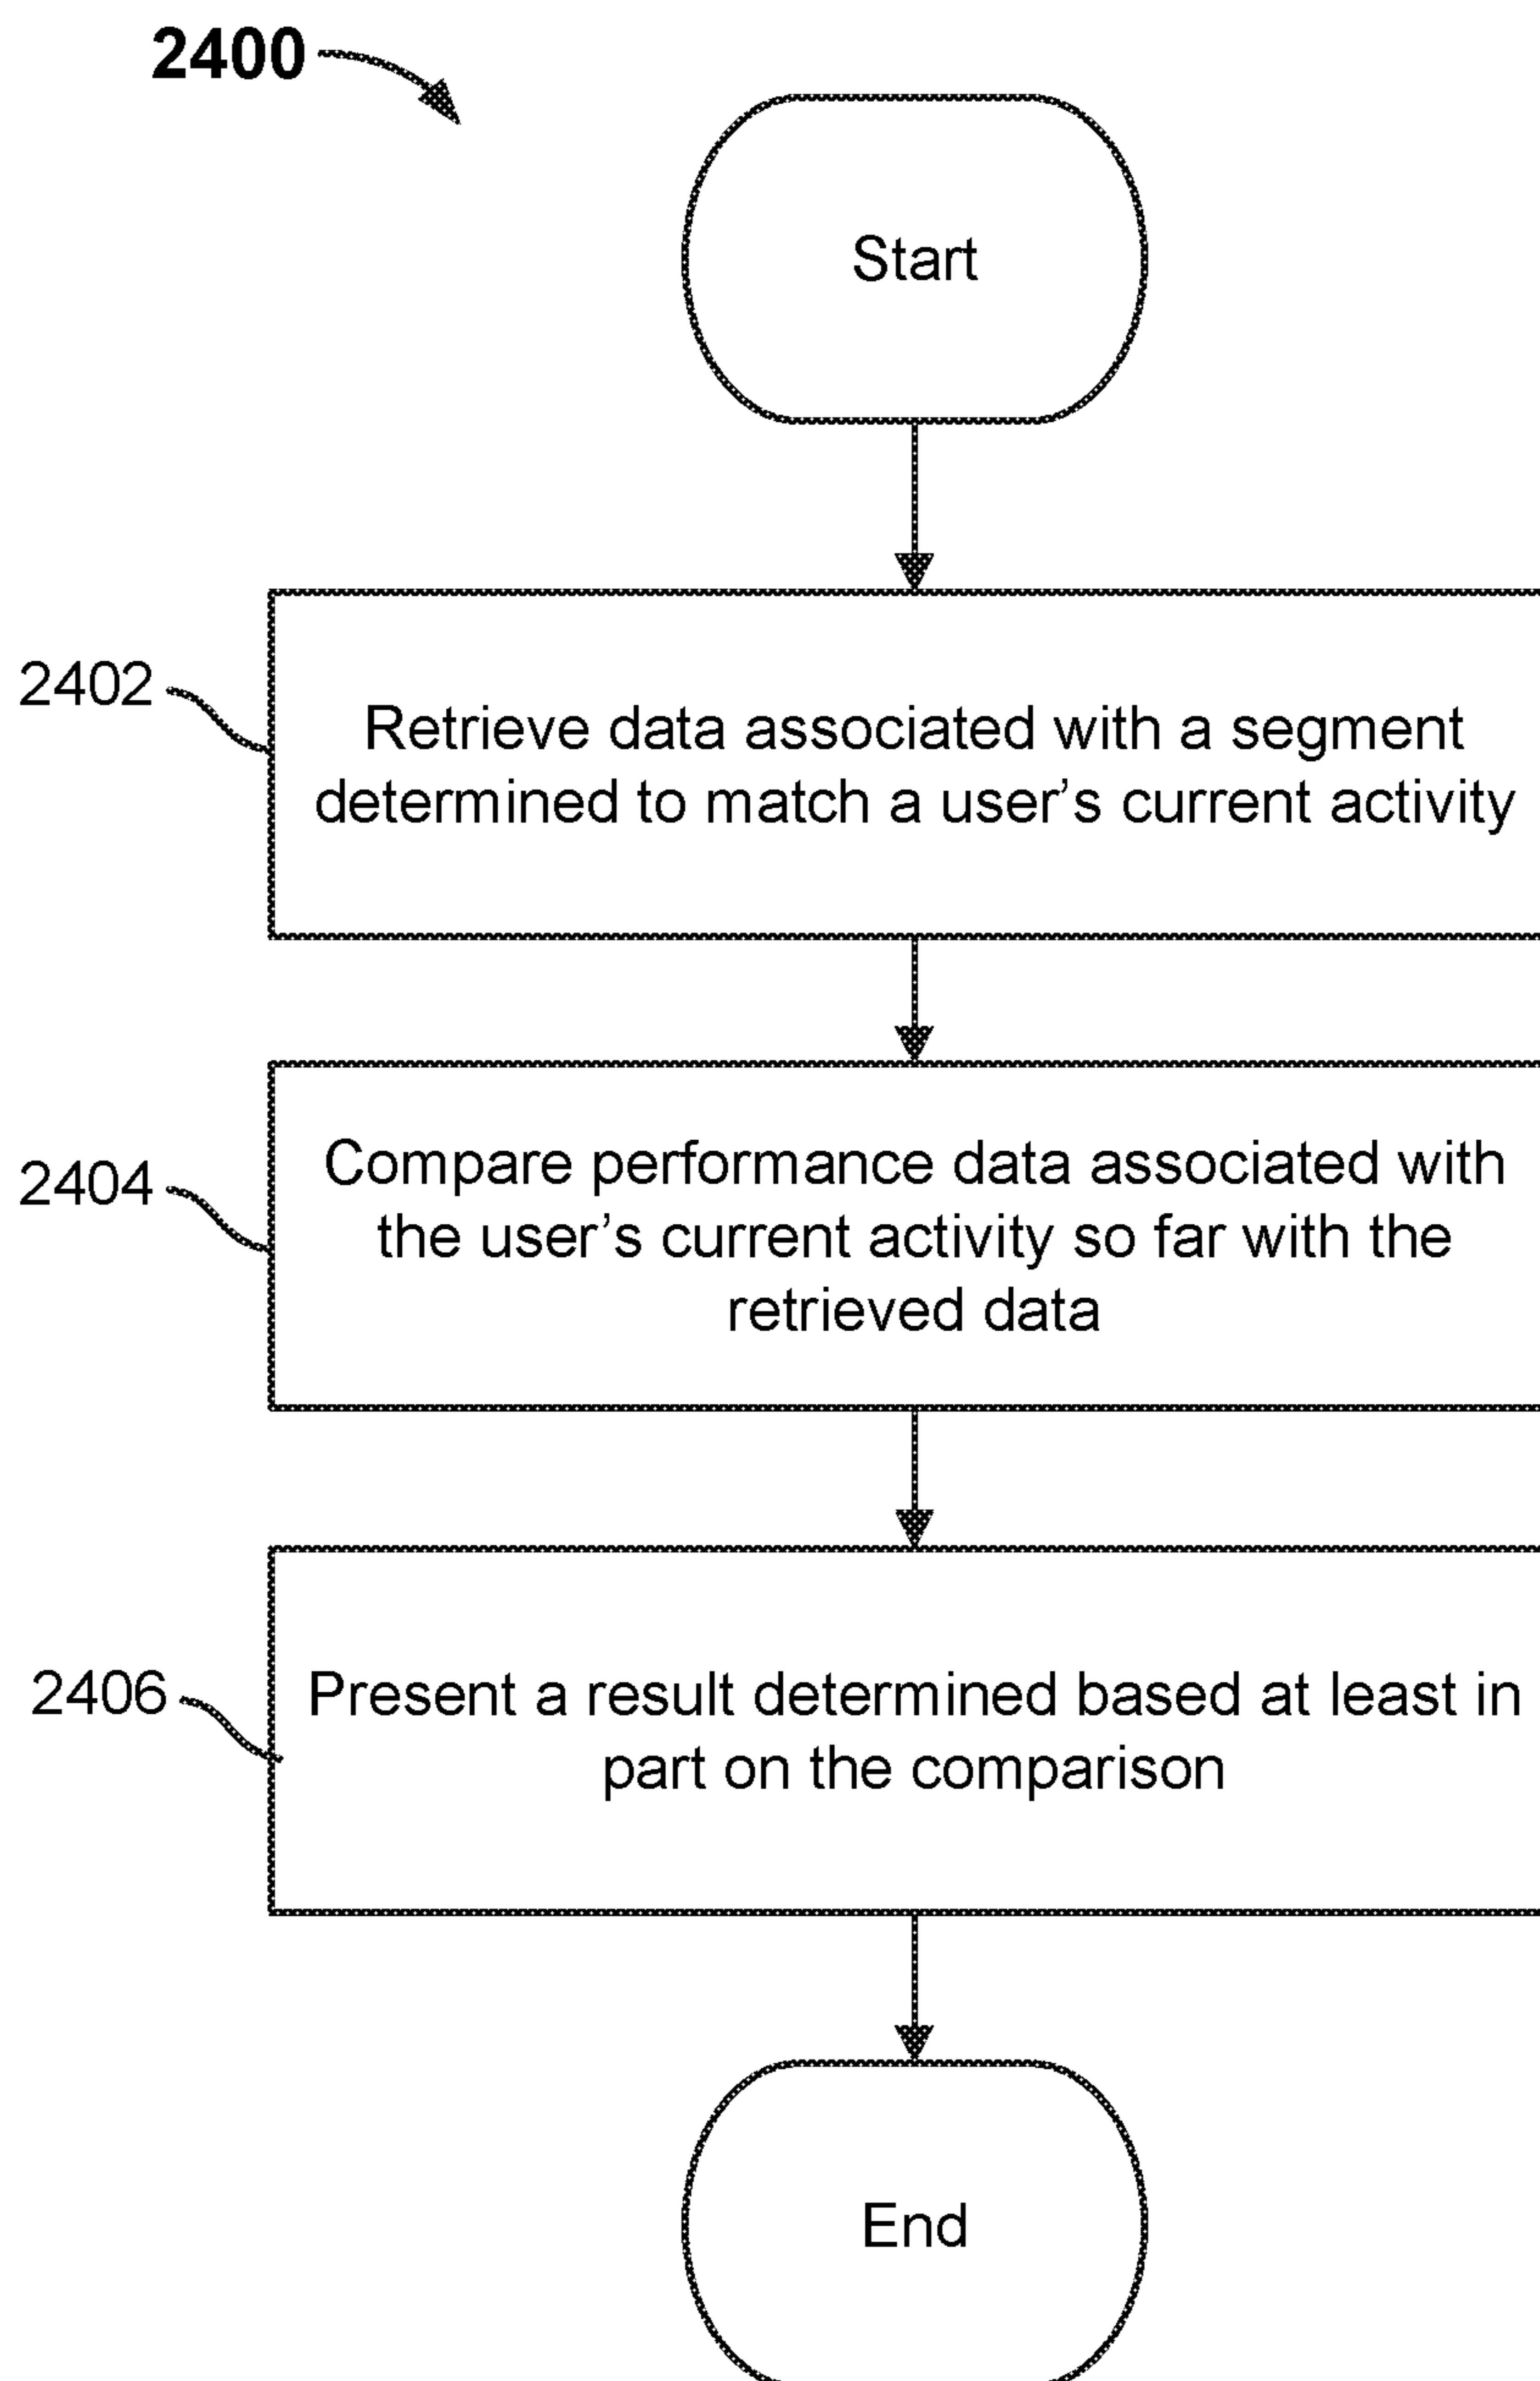 2400
Start
2402
Retrieve data associated with a segment
determined to match a user’s current activity
2404
Compare performance data associated with
the user’s current activity so far with the
retrieved data
2406
Present a result determined based at least in
part on the comparison
End